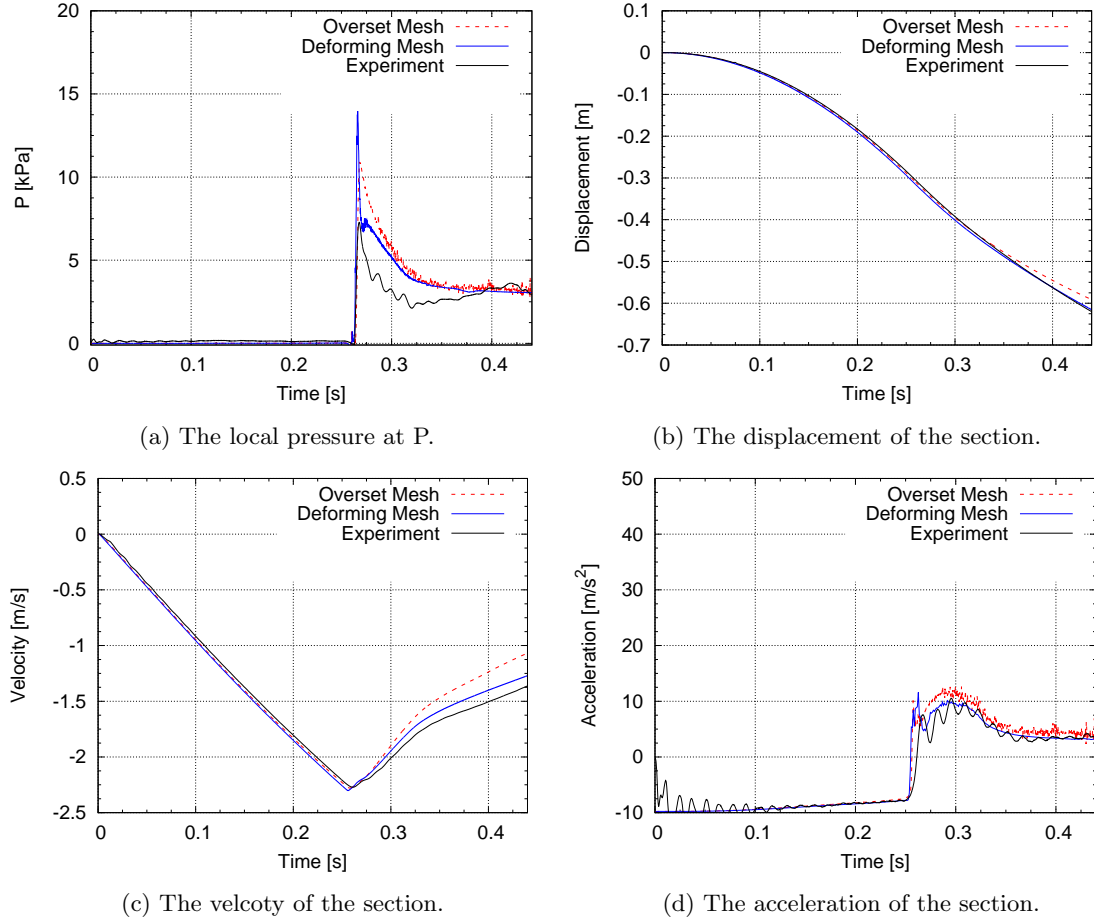 20
15
10
5
0
0
0.1
0.2
0.3
0.4
P [kPa]
Time [s]
Overset Mesh
Deforming Mesh
Experiment
(a) The local pressure at P.
0.1
0
-0.1
-0.2
-0.3
-0.4
-0.5
-0.6
-0.7
0
0.1
0.2
0.3
0.4
Displacement [m]
Time [s]
Overset Mesh
Deforming Mesh
Experiment
(b) The displacement of the section.
0.5
0
-0.5
-1
-1.5
-2
-2.5
0
0.1
0.2
0.3
0.4
Velocity [m/s]
Time [s]
Overset Mesh
Deforming Mesh
Experiment
(c) The velcoty of the section.
50
40
30
20
10
0
-10
0
0.1
0.2
0.3
0.4
Acceleration [m/s²]
Time [s]
Overset Mesh
Deforming Mesh
Experiment
(d) The acceleration of the section.